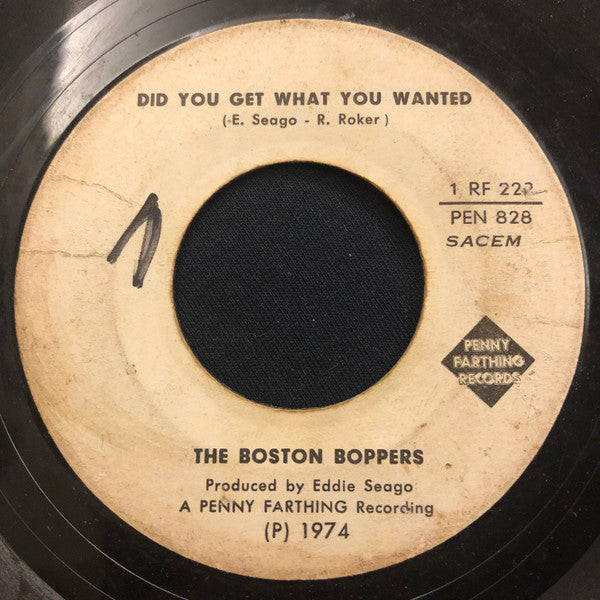 DID YOU GET WHAT YOU WANTED
(E. Seago - R. Roker)
1
1 RF 222
PEN 828
SACEM
PENNY
FARTHING
RECORDS
THE BOSTON BOPPERS
Produced by Eddie Seago
A PENNY FARTHING Recording
(P) 1974